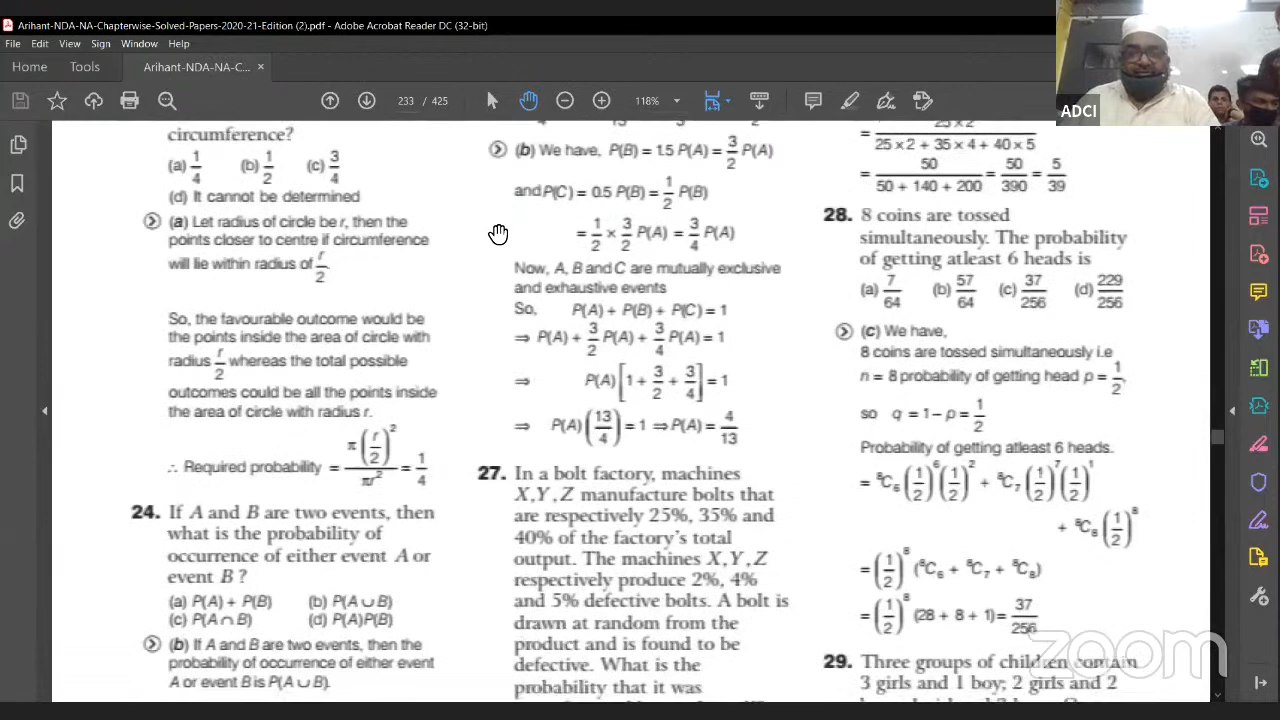 Arihant-NDA-NA-Chapterwise-Solved-Papers-2020-21-Edition (2).pdf - Adobe Acrobat Reader DC (32-bit)
File Edit View Sign Window Help
Home Tools Arihant-NDA-NA-C... ×
233 / 425
118%
ADCI
circumference?
(a) 1/4 (b) 1/2 (c) 3/4
(d) It cannot be determined
(a) Let radius of circle be r, then the
points closer to centre if circumference
will lie within radius of r/2.
So, the favourable outcome would be
the points inside the area of circle with
radius r/2 whereas the total possible
outcomes could be all the points inside
the area of circle with radius r.
∴ Required probability = π(r/2)²/πr² = 1/4
24. If A and B are two events, then
what is the probability of
occurrence of either event A or
event B ?
(a) P(A) + P(B) (b) P(A ∪ B)
(c) P(A ∩ B) (d) P(A)P(B)
(b) If A and B are two events, then the
probability of occurrence of either event
A or event B is P(A ∪ B).
(b) We have, P(B) = 1.5 P(A) = 3/2 P(A)
and P(C) = 0.5 P(B) = 1/2 P(B)
= 1/2 × 3/2 P(A) = 3/4 P(A)
Now, A, B and C are mutually exclusive
and exhaustive events
So, P(A) + P(B) + P(C) = 1
⇒ P(A) + 3/2 P(A) + 3/4 P(A) = 1
⇒ P(A) [1 + 3/2 + 3/4] = 1
⇒ P(A) (13/4) = 1 ⇒ P(A) = 4/13
27. In a bolt factory, machines
X, Y, Z manufacture bolts that
are respectively 25%, 35% and
40% of the factory's total
output. The machines X, Y, Z
respectively produce 2%, 4%
and 5% defective bolts. A bolt is
drawn at random from the
product and is found to be
defective. What is the
probability that it was
= 25×2/25 × 2 + 35 × 4 + 40 × 5
= 50/50 + 140 + 200 = 50/390 = 5/39
28. 8 coins are tossed
simultaneously. The probability
of getting atleast 6 heads is
(a) 7/64 (b) 57/64 (c) 37/256 (d) 229/256
(c) We have,
8 coins are tossed simultaneously i.e
n = 8 probability of getting head p = 1/2,
so q = 1 − p = 1/2
Probability of getting atleast 6 heads.
= ⁸C₆ (1/2)⁶ (1/2)² + ⁸C₇ (1/2)⁷ (1/2)¹
+ ⁸C₈ (1/2)⁸
= (1/2)⁸ (⁸C₆ + ⁸C₇ + ⁸C₈)
= (1/2)⁸ (28 + 8 + 1) = 37/256
29. Three groups of children contain
3 girls and 1 boy; 2 girls and 2
zoom